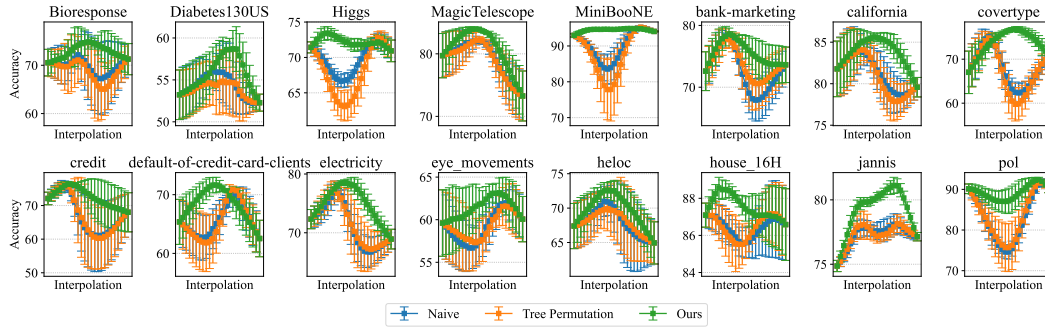 Bioresponse Diabetes130US Higgs MagicTelescope MiniBooNE bank-marketing california covertype
Accuracy
60 70
50 55 60
65 70 75
70 80
70 80 90
70 80
75 80 85
60 70
Interpolation Interpolation Interpolation Interpolation Interpolation Interpolation Interpolation Interpolation
credit default-of-credit-card-clients electricity eye_movements heloc house_16H jannis pol
Accuracy
50 60 70
60 70
70 80
55 60 65
65 70 75
84 86 88
75 80
70 80 90
Interpolation Interpolation Interpolation Interpolation Interpolation Interpolation Interpolation Interpolation
Naive Tree Permutation Ours